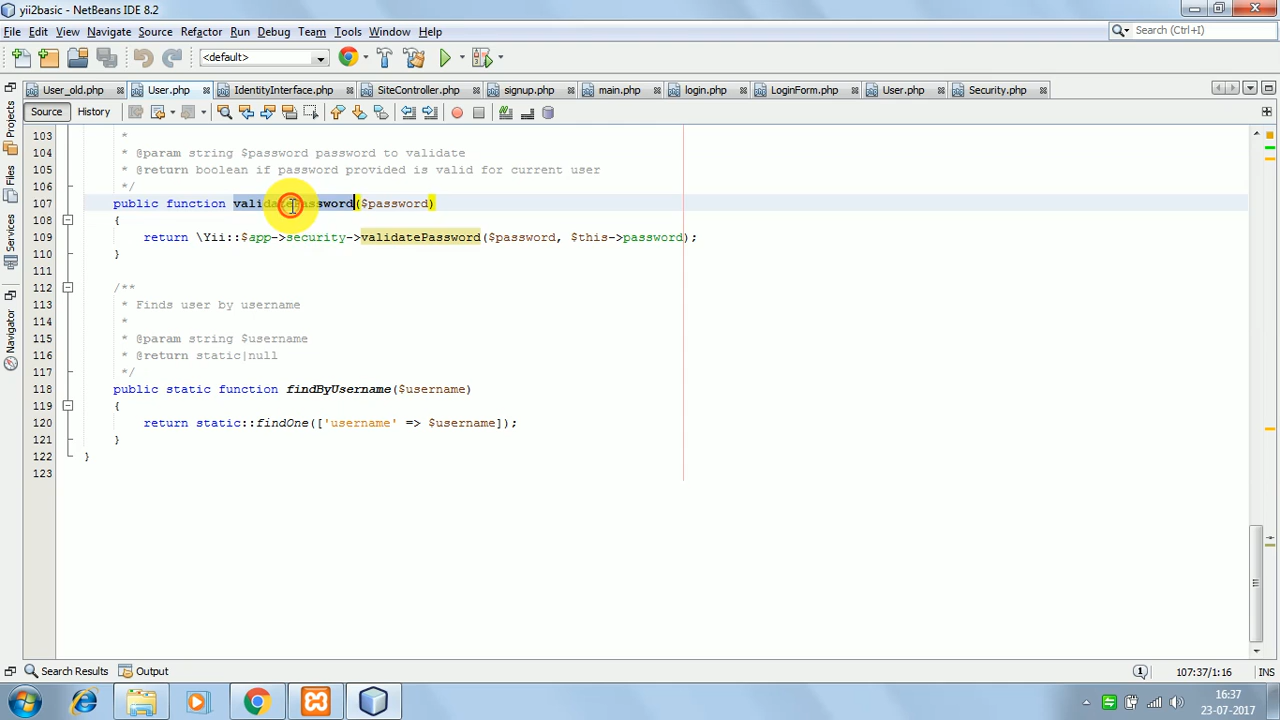 yii2basic - NetBeans IDE 8.2
File Edit View Navigate Source Refactor Run Debug Team Tools Window Help
Search (Ctrl+I)
<default>
User_old.php User.php IdentityInterface.php SiteController.php signup.php main.php login.php LoginForm.php User.php Security.php
Source History
Projects
Files
Services
Navigator
103 *
104 * @param string $password password to validate
105 * @return boolean if password provided is valid for current user
106 */
107 public function validatePassword($password)
108 {
109 return \Yii::$app->security->validatePassword($password, $this->password);
110 }
111
112 /**
113 * Finds user by username
114 *
115 * @param string $username
116 * @return static|null
117 */
118 public static function findByUsername($username)
119 {
120 return static::findOne(['username' => $username]);
121 }
122 }
123
Search Results Output
1 107:37/1:16 INS
16:37
23-07-2017